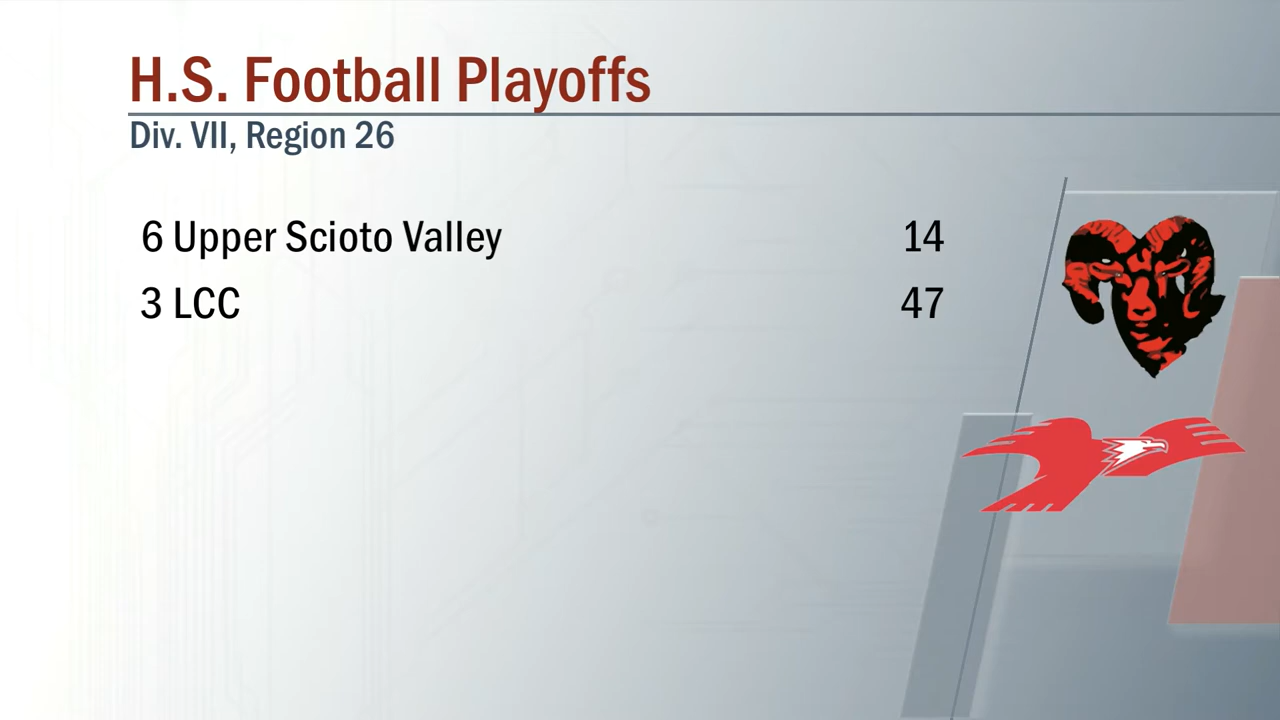 H.S. Football Playoffs
Div. VII, Region 26
6 Upper Scioto Valley 14
3 LCC 47